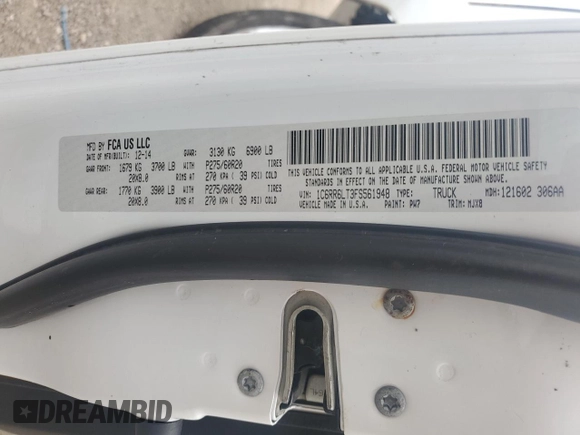 MFD BY FCA US LLC
DATE OF MFR(BUILT): 12-14 GVWR: 3130 KG 6900 LB
GAWR FRONT: 1679 KG 3700 LB WITH P275/60R20 TIRES
20X8.0 RIMS AT 270 KPA ( 39 PSI) COLD
GAWR REAR: 1770 KG 3900 LB WITH P275/60R20 TIRES
20X8.0 RIMS AT 270 KPA ( 39 PSI) COLD
THIS VEHICLE CONFORMS TO ALL APPLICABLE U.S.A. FEDERAL MOTOR VEHICLE SAFETY
STANDARDS IN EFFECT ON THE DATE OF MANUFACTURE SHOWN ABOVE.
VIN: 1C6RR6LT3FS561948 TYPE: TRUCK MDH: 121602 306AA
VEHICLE MADE IN U.S.A. PAINT: PW7 TRIM: MJX8
DREAMBID